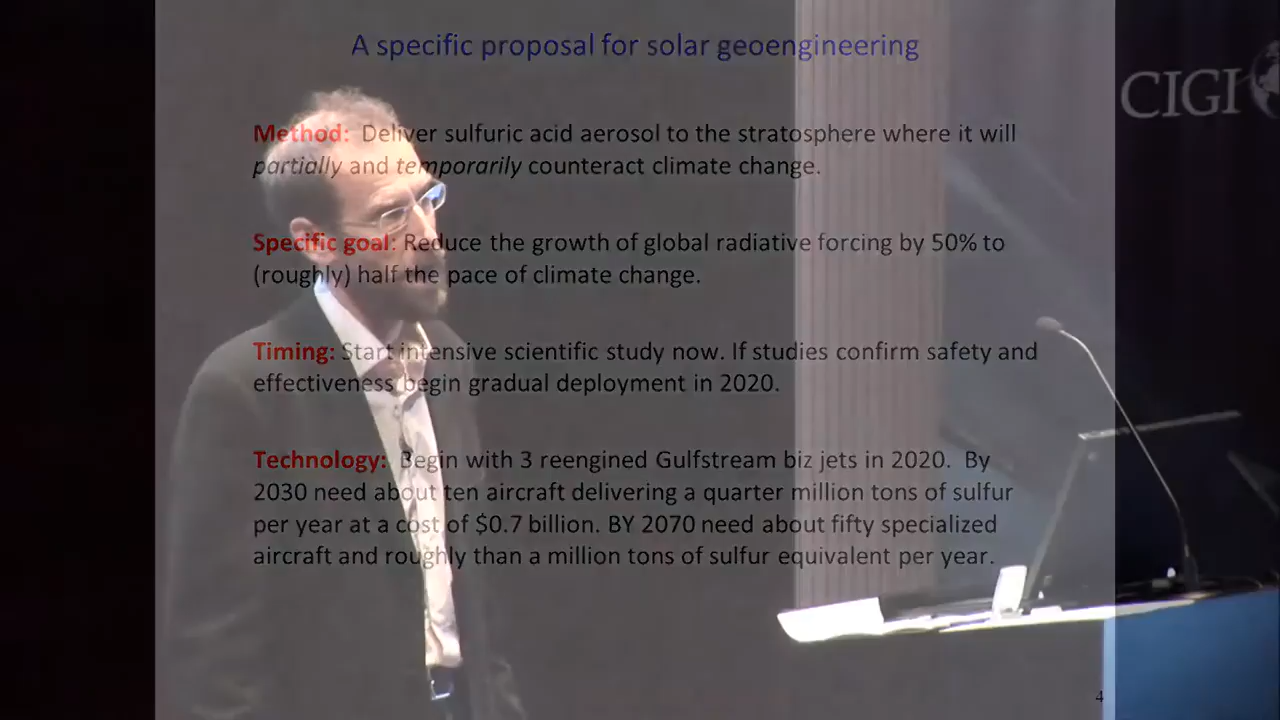 A specific proposal for solar geoengineering
CIGI
Method: Deliver sulfuric acid aerosol to the stratosphere where it will
partially and temporarily counteract climate change.
Specific goal: Reduce the growth of global radiative forcing by 50% to
(roughly) half the pace of climate change.
Timing: Start intensive scientific study now. If studies confirm safety and
effectiveness begin gradual deployment in 2020.
Technology: Begin with 3 reengined Gulfstream biz jets in 2020. By
2030 need about ten aircraft delivering a quarter million tons of sulfur
per year at a cost of $0.7 billion. BY 2070 need about fifty specialized
aircraft and roughly than a million tons of sulfur equivalent per year.
4